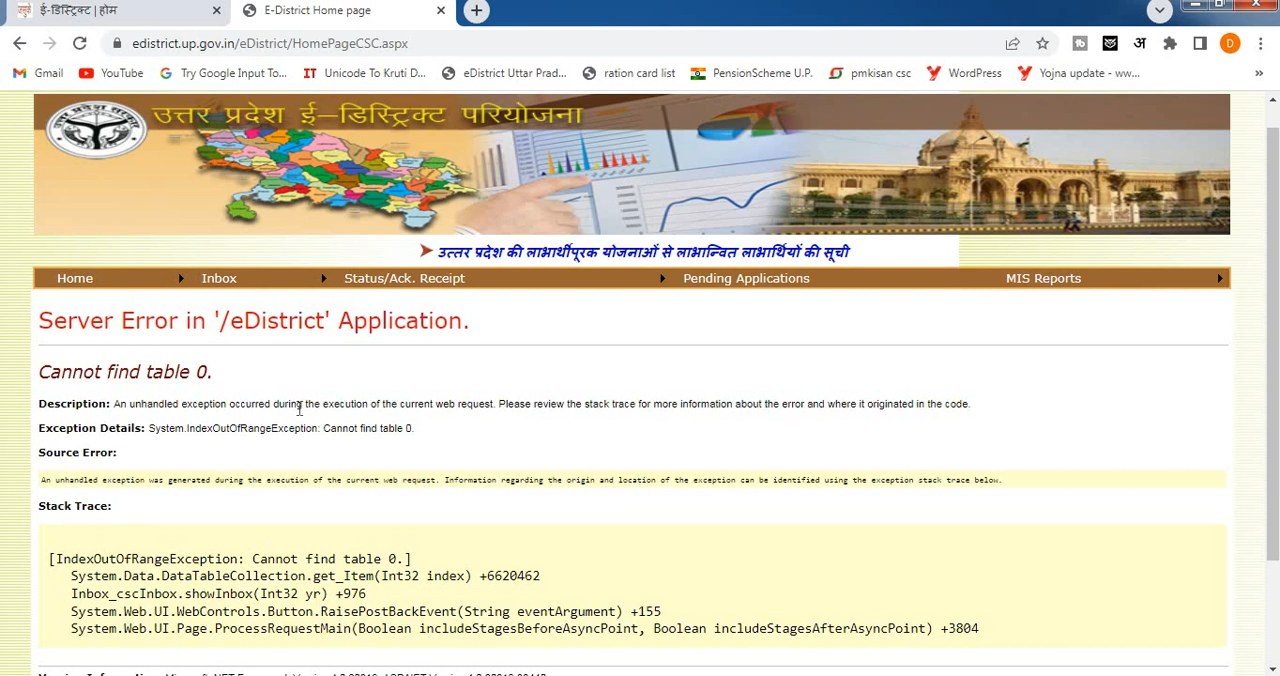 ई-डिस्ट्रिक्ट | होम
E-District Home page
edistrict.up.gov.in/eDistrict/HomePageCSC.aspx
अ
D
Gmail
YouTube
Try Google Input To...
Unicode To Kruti D...
eDistrict Uttar Prad...
ration card list
PensionScheme U.P.
pmkisan csc
WordPress
Yojna update - ww...
»
उत्तर प्रदेश ई-डिस्ट्रिक्ट परियोजना
उत्तर प्रदेश की लाभार्थीपूरक योजनाओं से लाभान्वित लाभार्थियों की सूची
Home
Inbox
Status/Ack. Receipt
Pending Applications
MIS Reports
Server Error in '/eDistrict' Application.
Cannot find table 0.
Description: An unhandled exception occurred during the execution of the current web request. Please review the stack trace for more information about the error and where it originated in the code.
Exception Details: System.IndexOutOfRangeException: Cannot find table 0.
Source Error:
An unhandled exception was generated during the execution of the current web request. Information regarding the origin and location of the exception can be identified using the exception stack trace below.
Stack Trace:
[IndexOutOfRangeException: Cannot find table 0.]
System.Data.DataTableCollection.get_Item(Int32 index) +6620462
Inbox_cscInbox.showInbox(Int32 yr) +976
System.Web.UI.WebControls.Button.RaisePostBackEvent(String eventArgument) +155
System.Web.UI.Page.ProcessRequestMain(Boolean includeStagesBeforeAsyncPoint, Boolean includeStagesAfterAsyncPoint) +3804